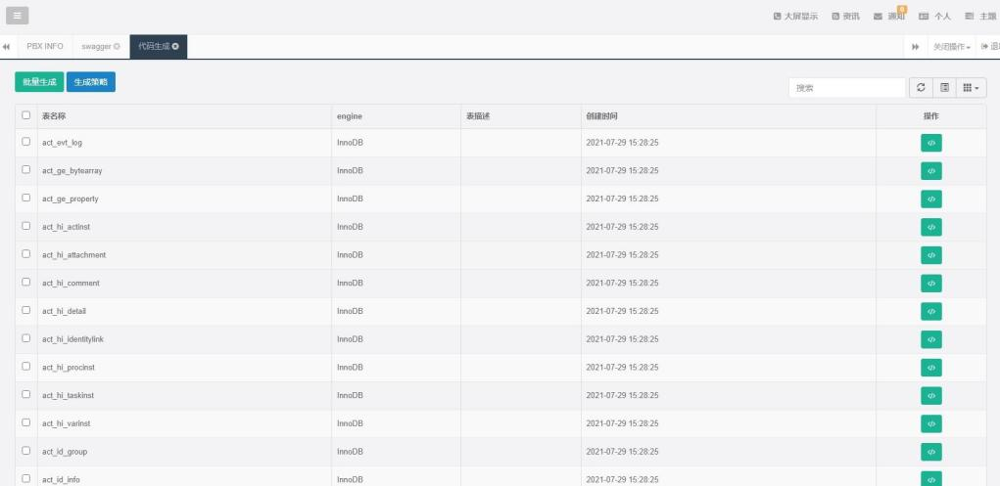 大屏显示 资讯 通知 0 个人 主题
PBX INFO swagger 代码生成 关闭操作
批量生成 生成策略 搜索
表名称 engine 表描述 创建时间 操作
act_evt_log InnoDB 2021-07-29 15:28:25
act_ge_bytearray InnoDB 2021-07-29 15:28:25
act_ge_property InnoDB 2021-07-29 15:28:25
act_hi_actinst InnoDB 2021-07-29 15:28:25
act_hi_attachment InnoDB 2021-07-29 15:28:25
act_hi_comment InnoDB 2021-07-29 15:28:25
act_hi_detail InnoDB 2021-07-29 15:28:25
act_hi_identitylink InnoDB 2021-07-29 15:28:25
act_hi_procinst InnoDB 2021-07-29 15:28:25
act_hi_taskinst InnoDB 2021-07-29 15:28:25
act_hi_varinst InnoDB 2021-07-29 15:28:25
act_id_group InnoDB 2021-07-29 15:28:25
act_id_info InnoDB 2021-07-29 15:28:25